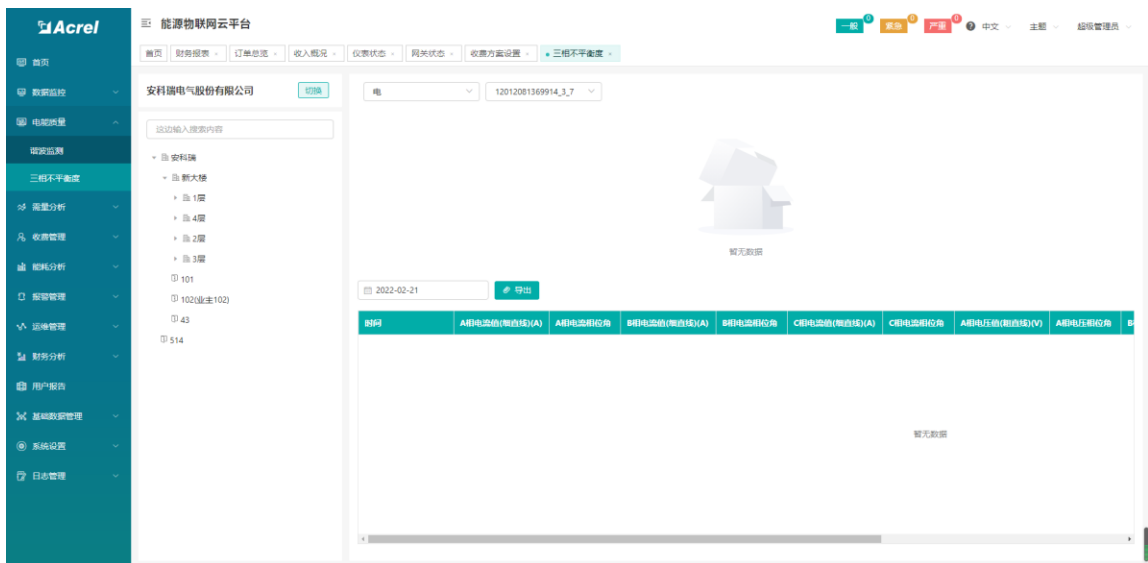 Acrel
能源物联网云平台
一般 0 紧急 0 严重 0 中文 主题 超级管理员
首页 财务报表 订单总览 收入概况 仪表状态 网关状态 收费方案设置 三相不平衡度
首页
数据监控
电能质量
谐波监测
三相不平衡度
需量分析
收费管理
能耗分析
报警管理
运维管理
财务分析
用户报告
基础数据管理
系统设置
日志管理
安科瑞电气股份有限公司 切换
这边输入搜索内容
安科瑞
新大楼
1层
4层
2层
3层
101
102(业主102)
43
514
电 12012081369914_3_7
暂无数据
2022-02-21 导出
时间 A相电流值(细直线)(A) A相电流相位角 B相电流值(细直线)(A) B相电流相位角 C相电流值(细直线)(A) C相电流相位角 A相电压值(粗直线)(V) A相电压相位角 B
暂无数据